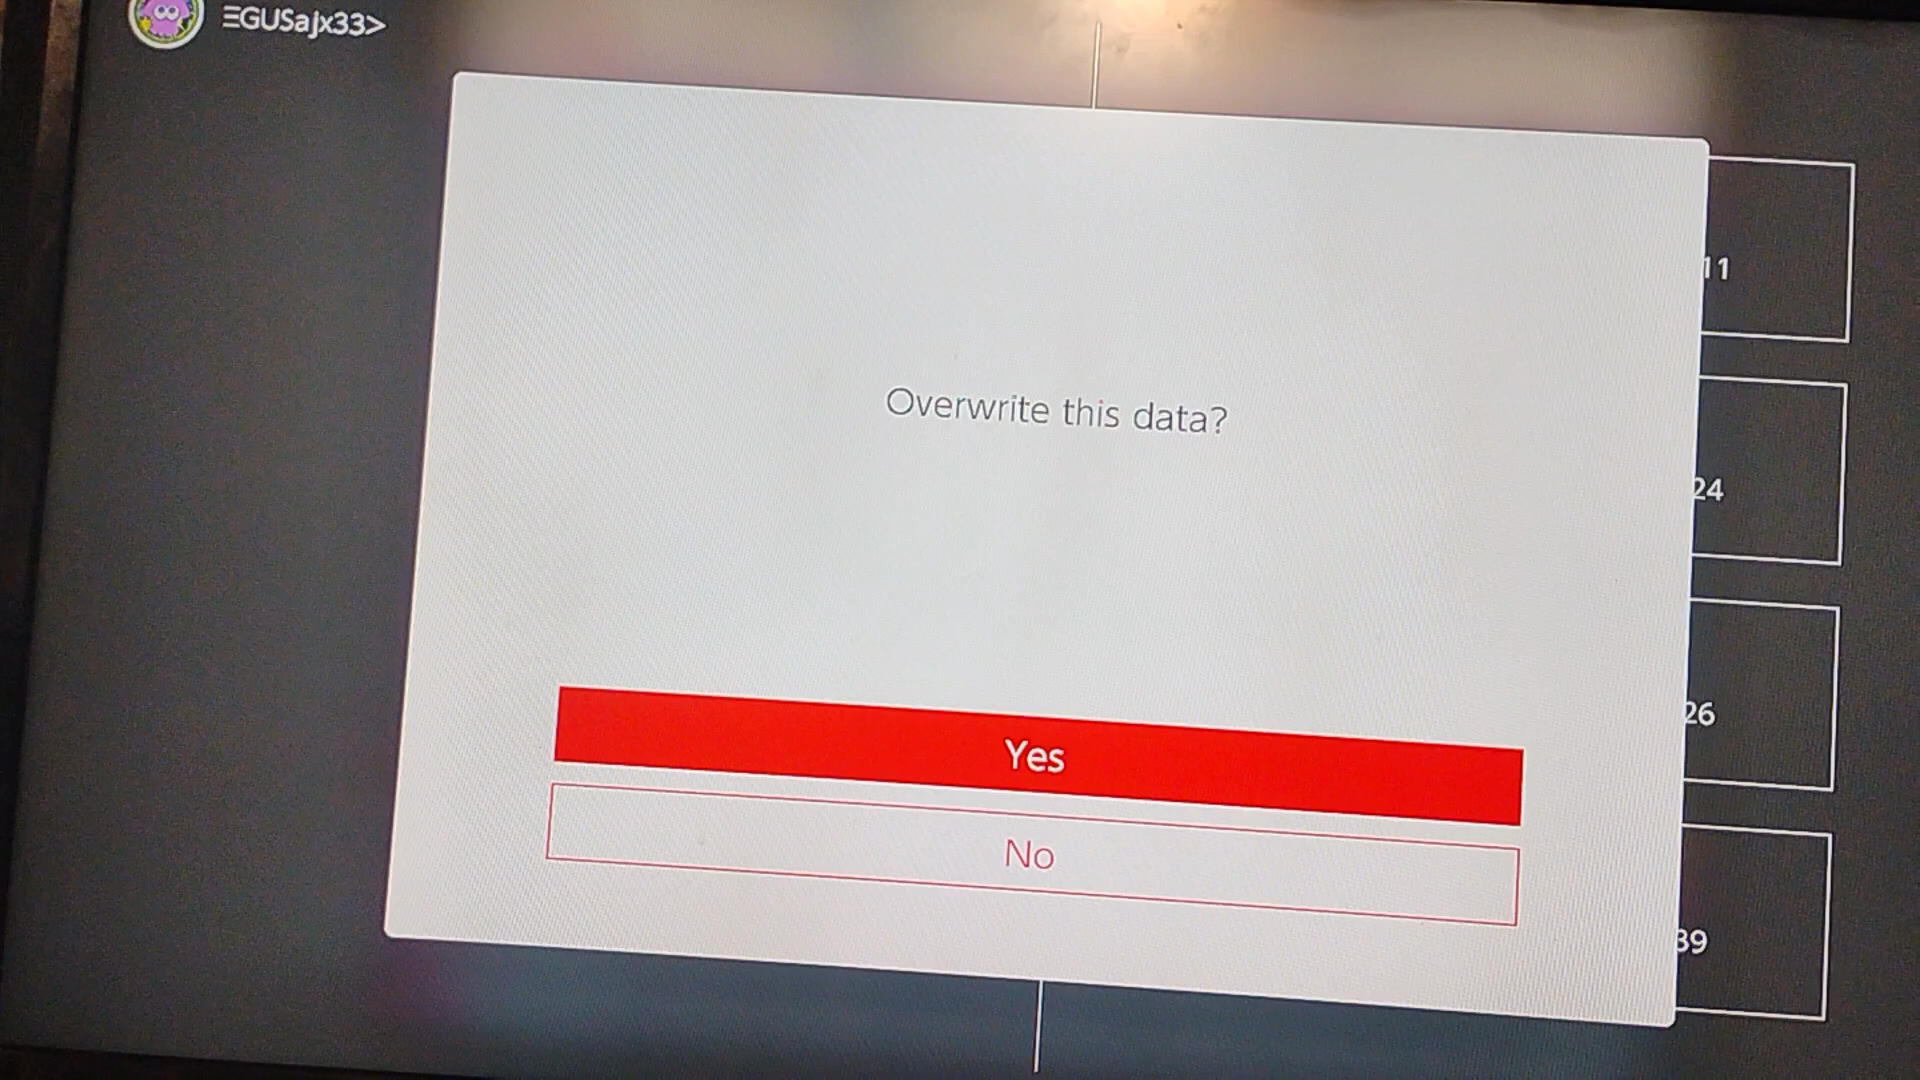 ΞGUSajx33>
Overwrite this data?
Yes
No
11
24
26
39